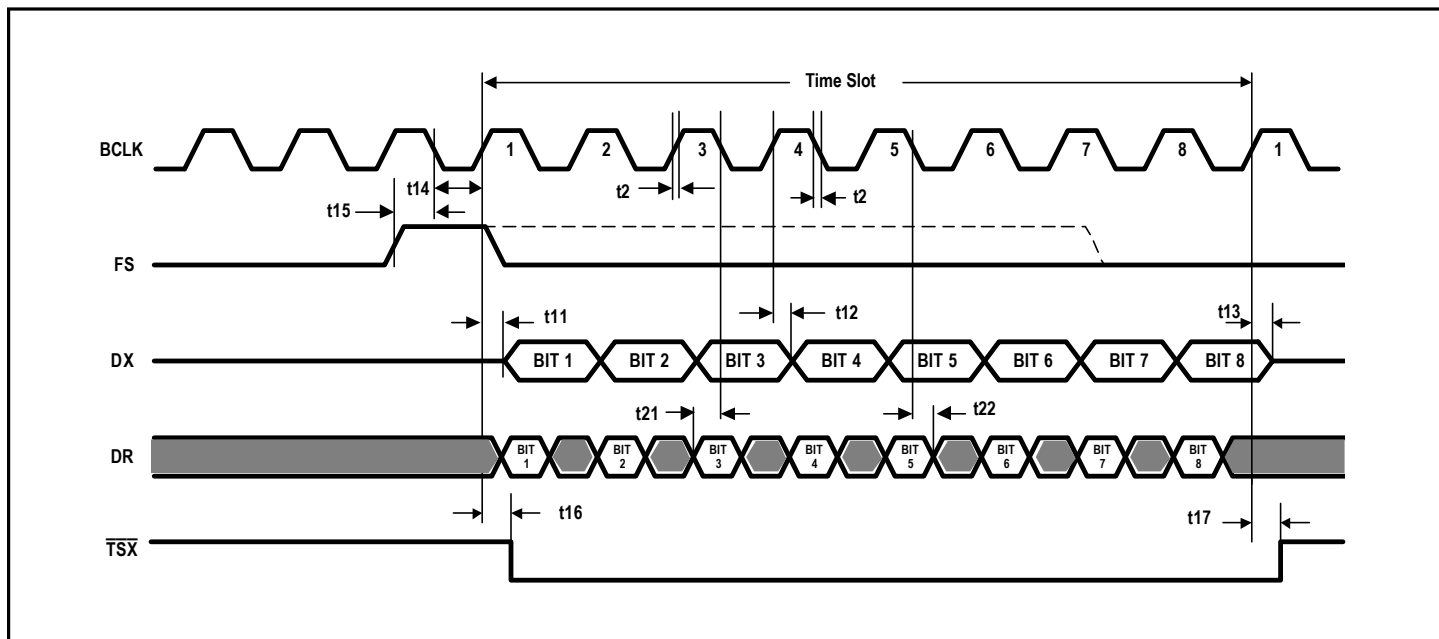 Time Slot
BCLK 1 2 3 4 5 6 7 8 1
t14 t2 t2
t15
FS
t11 t12 t13
DX BIT 1 BIT 2 BIT 3 BIT 4 BIT 5 BIT 6 BIT 7 BIT 8
t21 t22
DR BIT 1 BIT 2 BIT 3 BIT 4 BIT 5 BIT 6 BIT 7 BIT 8
t16 t17
TSX